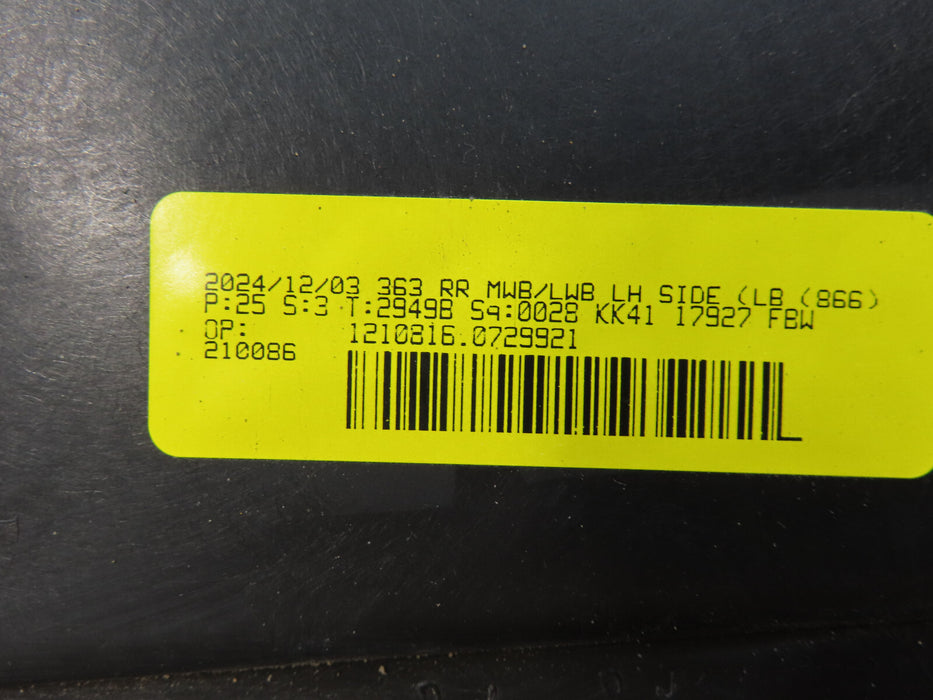 2024/12/03 363 RR MWB/LWB LH SIDE (LB (866)
P:25 S:3 T:2949B Sq:0028 KK41 17927 FBW
OP: 1210816.0729921
210086